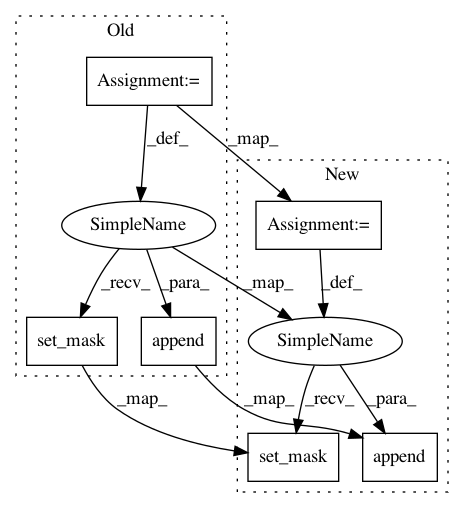 Old
Assignment:=
_def_
_map_
New
SimpleName
Assignment:=
_recv_
_para_
_map_
_def_
set_mask
append
SimpleName
_map_
_map_
_recv_
_para_
set_mask
append